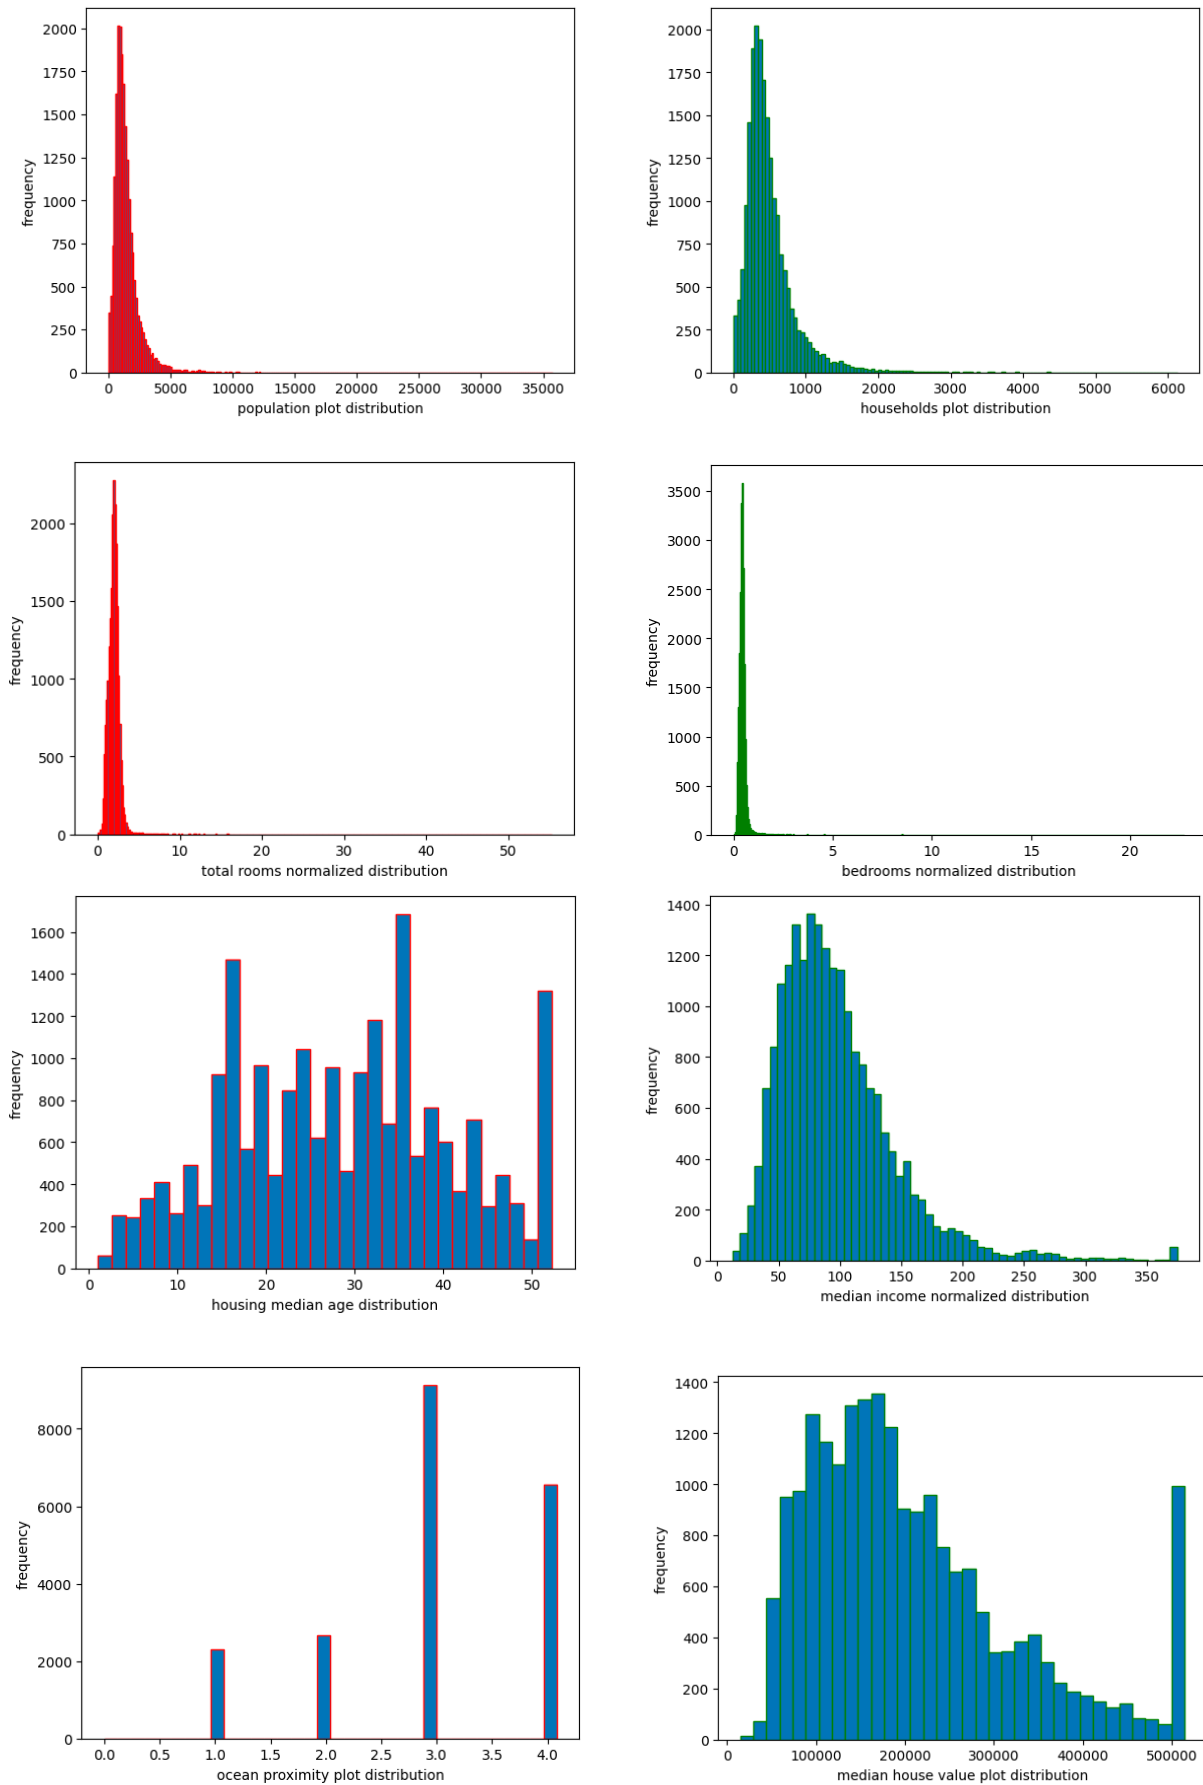 2000
1750
1500
1250
1000
750
500
250
0
frequency
0 5000 10000 15000 20000 25000 30000 35000
population plot distribution
2000
1750
1500
1250
1000
750
500
250
0
frequency
0 1000 2000 3000 4000 5000 6000
households plot distribution
2000
1500
1000
500
0
frequency
0 10 20 30 40 50
total rooms normalized distribution
3500
3000
2500
2000
1500
1000
500
0
frequency
0 5 10 15 20
bedrooms normalized distribution
1600
1400
1200
1000
800
600
400
200
0
frequency
0 10 20 30 40 50
housing median age distribution
1400
1200
1000
800
600
400
200
0
frequency
0 50 100 150 200 250 300 350
median income normalized distribution
8000
6000
4000
2000
0
frequency
0.0 0.5 1.0 1.5 2.0 2.5 3.0 3.5 4.0
ocean proximity plot distribution
1400
1200
1000
800
600
400
200
0
frequency
0 100000 200000 300000 400000 500000
median house value plot distribution